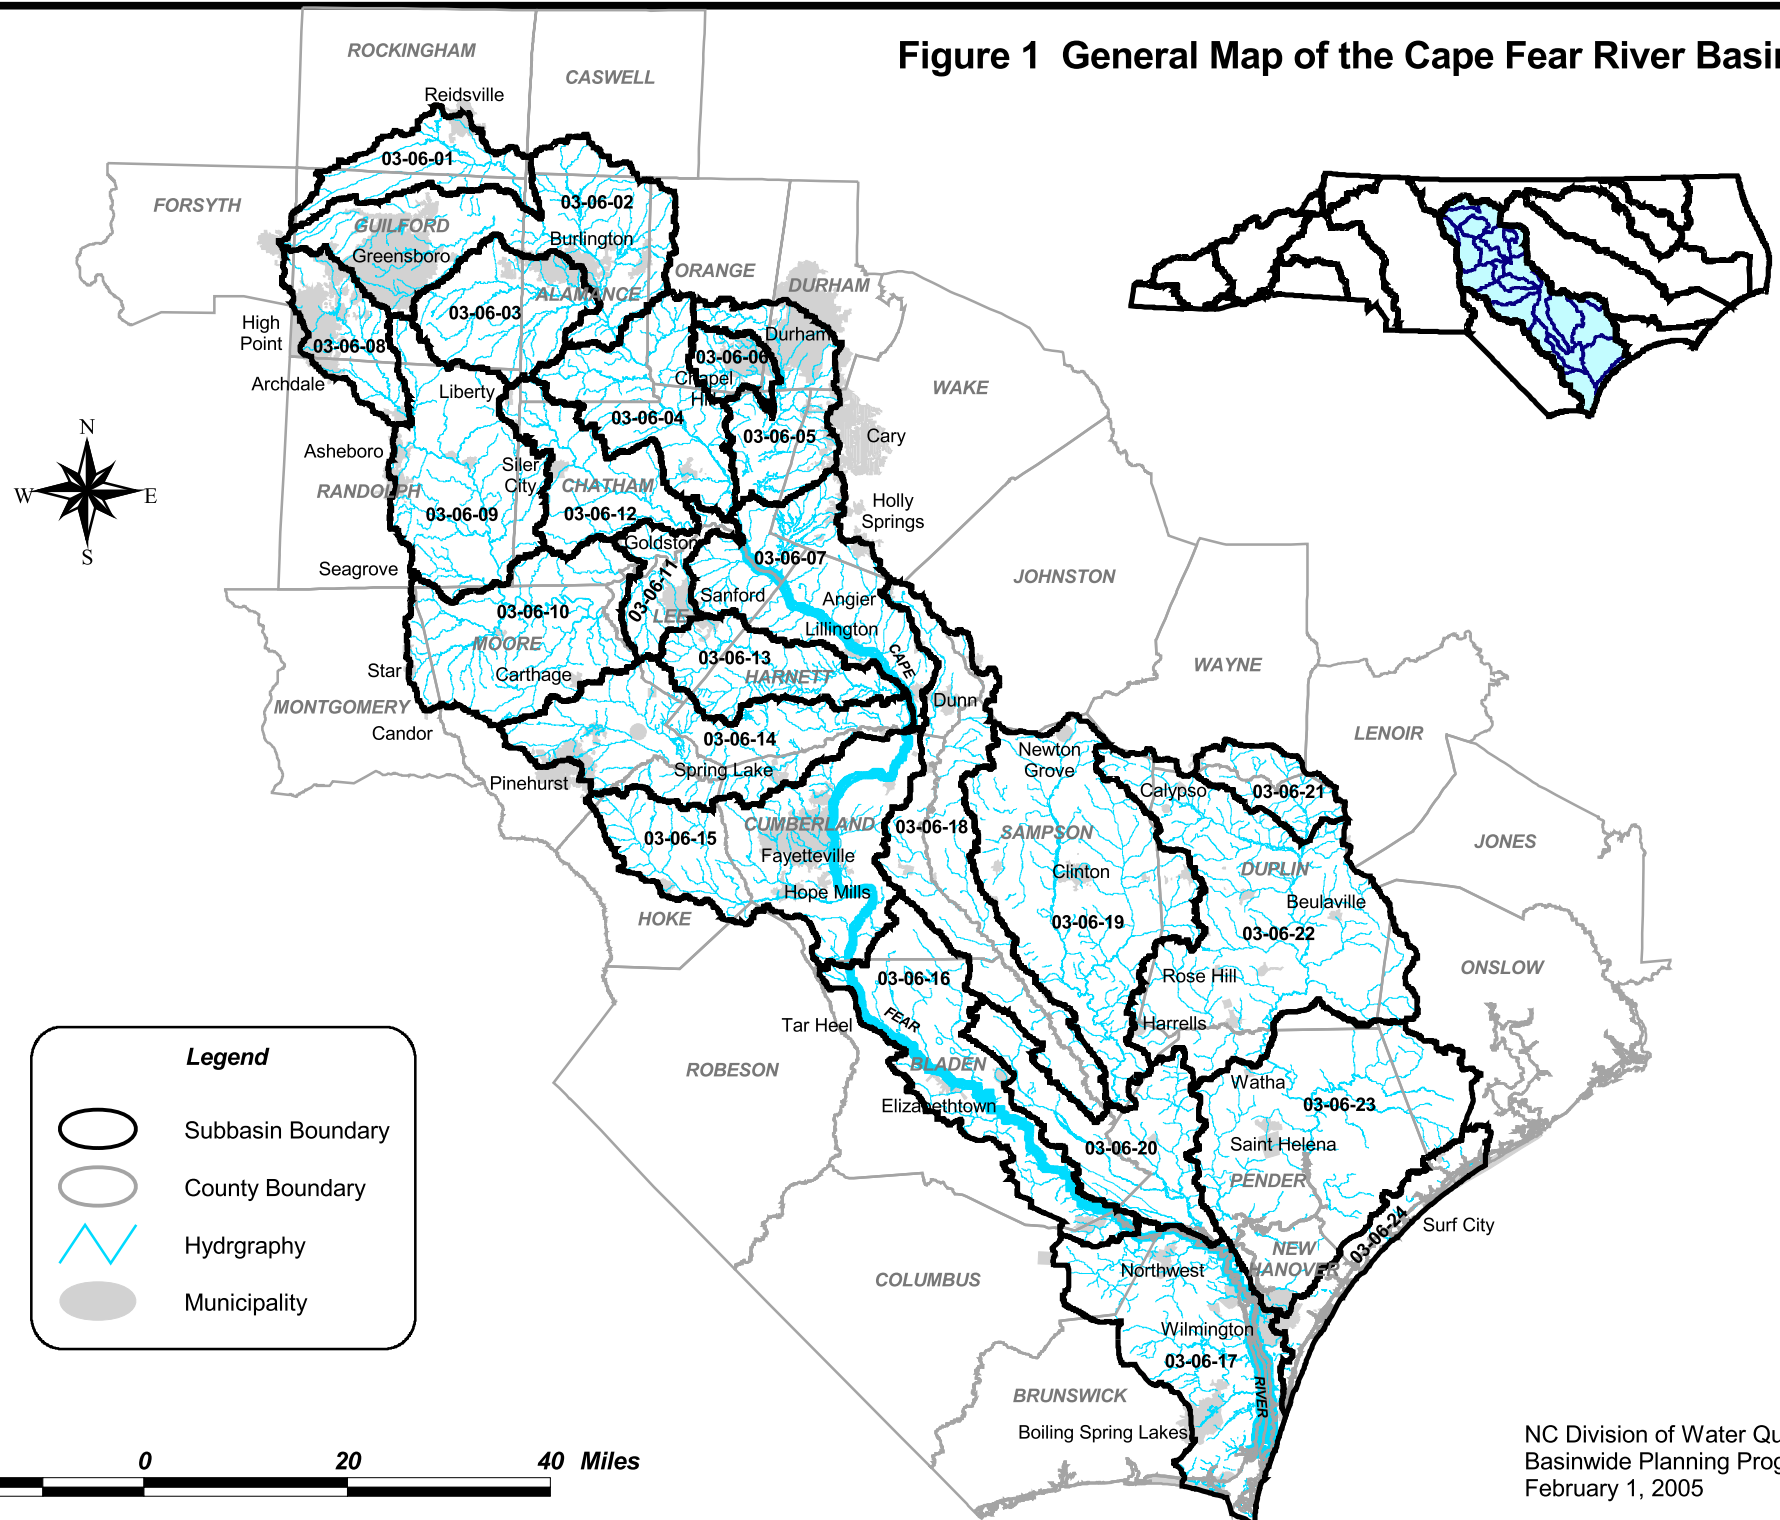 Figure 1 General Map of the Cape Fear River Basin
ROCKINGHAM
CASWELL
Reidsville
03-06-01
FORSYTH
03-06-02
GUILFORD
Burlington
Greensboro
ORANGE
DURHAM
ALAMANCE
03-06-03
High
Point
03-06-08
Durham
03-06-06
Chapel
Hill
Archdale
Liberty
WAKE
03-06-04
03-06-05
Cary
N
W
E
S
Asheboro
Siler
City
RANDOLPH
CHATHAM
03-06-09
03-06-12
Holly
Springs
Goldston
03-06-07
Seagrove
03-06-11
Sanford
Angier
JOHNSTON
03-06-10
LEE
Lillington
MOORE
03-06-13
CAPE
WAYNE
Star
Carthage
HARNETT
MONTGOMERY
Dunn
Candor
03-06-14
LENOIR
Newton
Grove
Spring Lake
Pinehurst
Calypso
03-06-21
CUMBERLAND
03-06-18
SAMPSON
03-06-15
JONES
Fayetteville
Clinton
DUPLIN
Hope Mills
Beulaville
HOKE
03-06-19
03-06-22
ONSLOW
03-06-16
Rose Hill
Tar Heel
FEAR
Harrells
ROBESON
BLADEN
Watha
Elizabethtown
03-06-23
03-06-20
Saint Helena
PENDER
03-06-24
Surf City
NEW
HANOVER
COLUMBUS
Northwest
Wilmington
03-06-17
BRUNSWICK
RIVER
Boiling Spring Lakes
Legend
Subbasin Boundary
County Boundary
Hydrgraphy
Municipality
0 20 40 Miles
NC Division of Water Qu
Basinwide Planning Prog
February 1, 2005